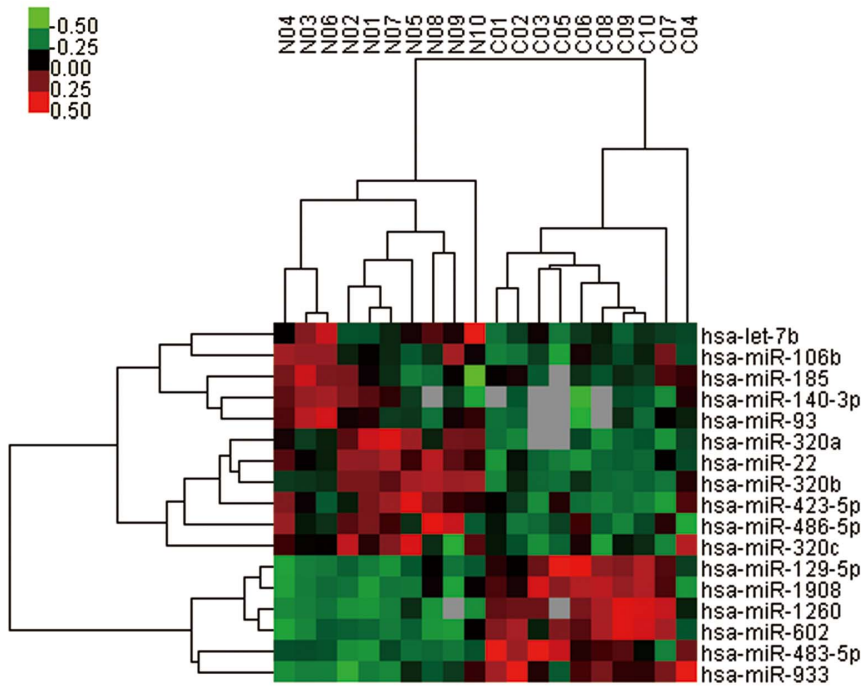 -0.50
-0.25
0.00
0.25
0.50
N04 N03 N06 N02 N01 N07 N05 N08 N09 N10 C01 C02 C03 C05 C06 C08 C09 C10 C07 C04
hsa-let-7b
hsa-miR-106b
hsa-miR-185
hsa-miR-140-3p
hsa-miR-93
hsa-miR-320a
hsa-miR-22
hsa-miR-320b
hsa-miR-423-5p
hsa-miR-486-5p
hsa-miR-320c
hsa-miR-129-5p
hsa-miR-1908
hsa-miR-1260
hsa-miR-602
hsa-miR-483-5p
hsa-miR-933